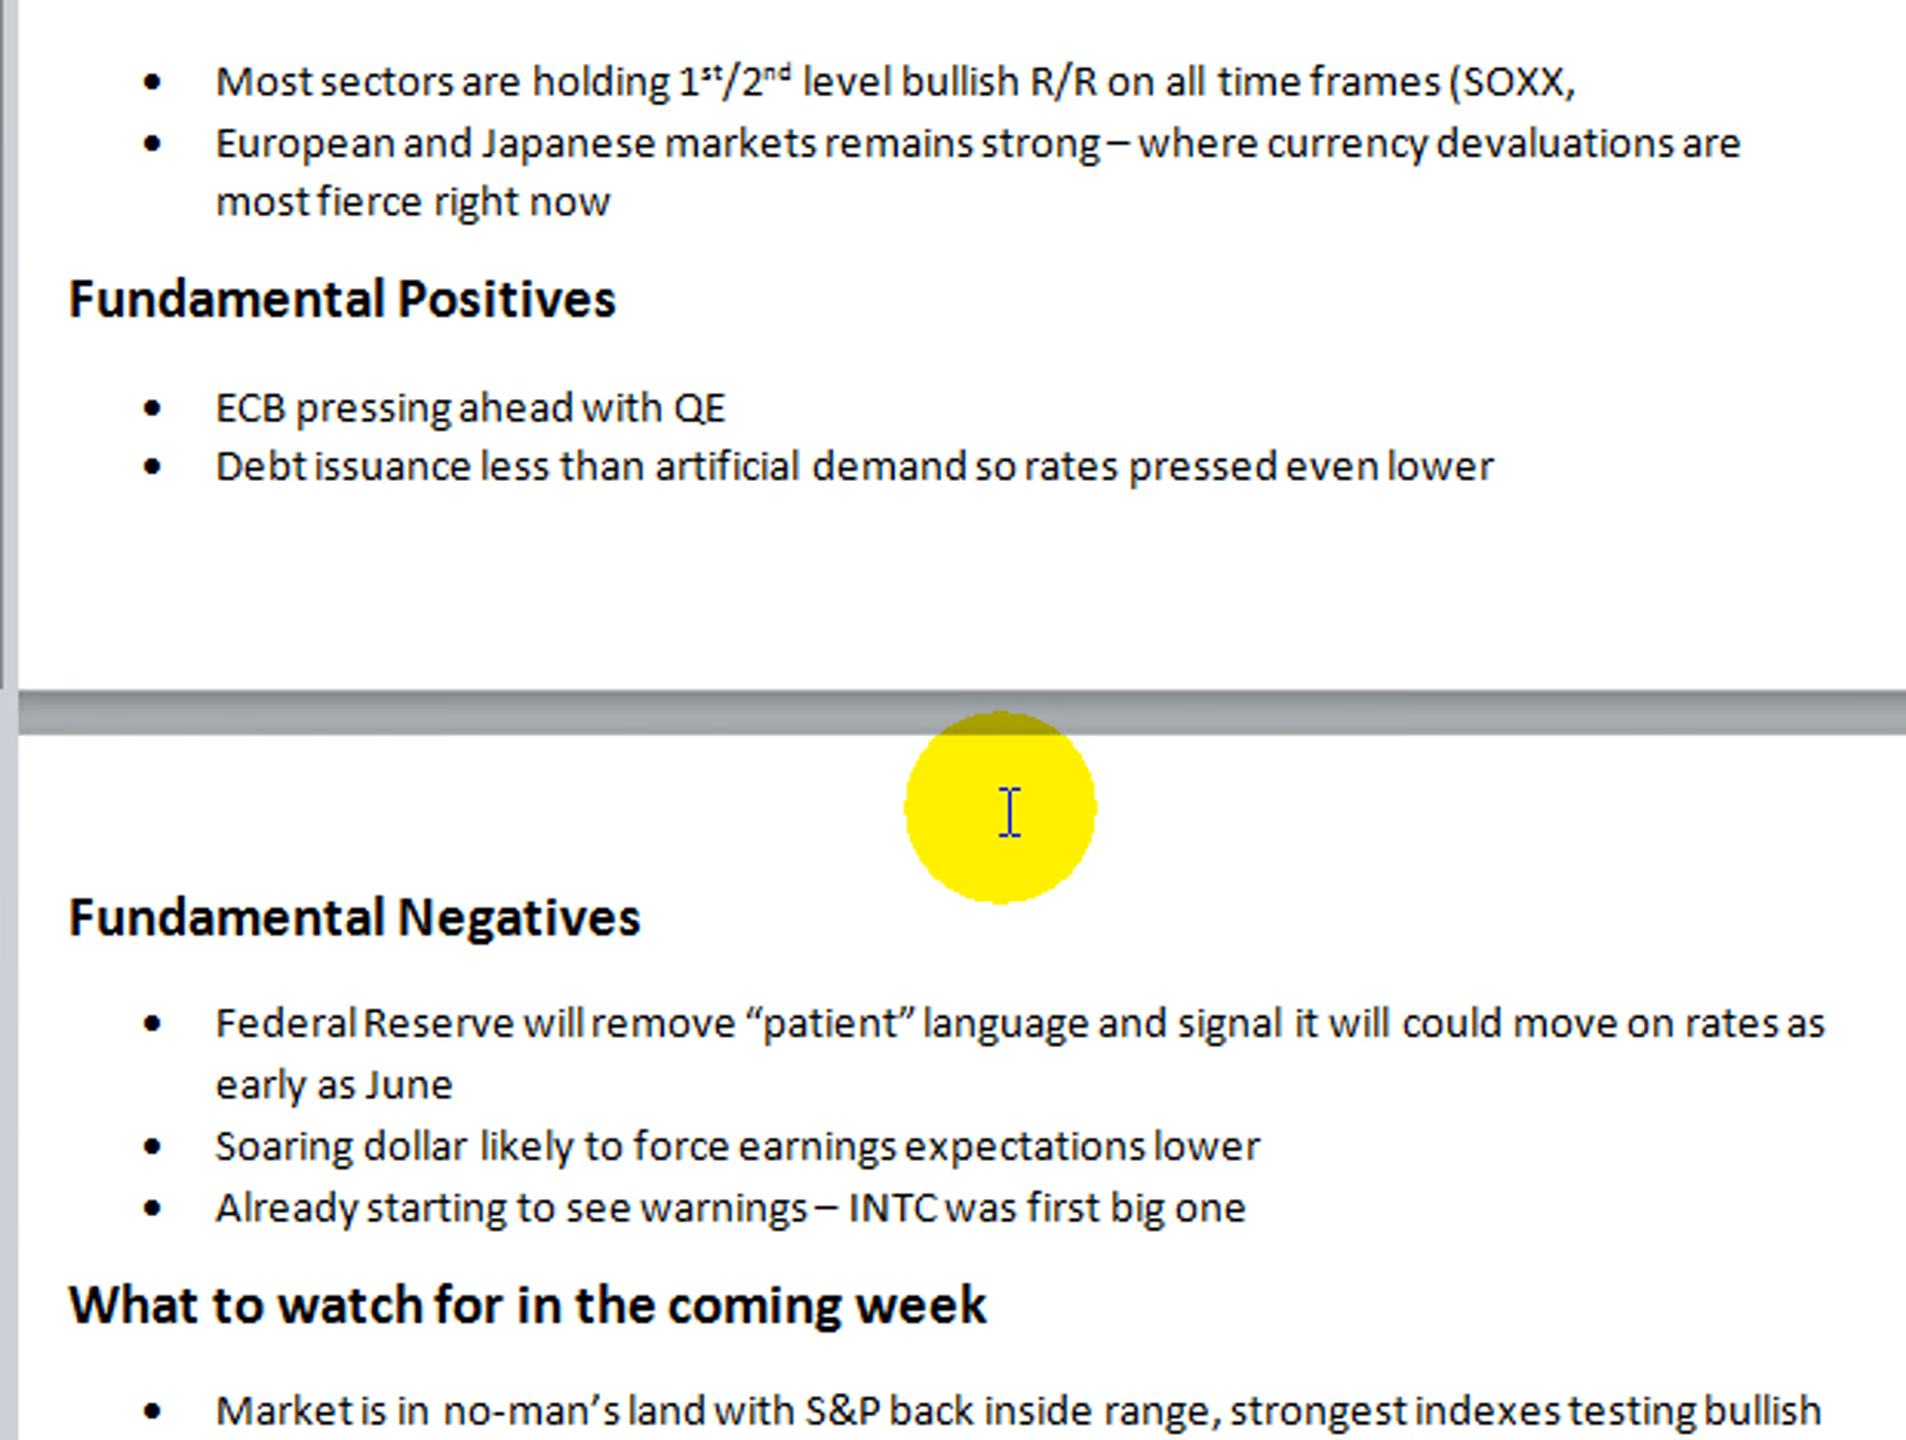 • Most sectors are holding 1st/2nd level bullish R/R on all time frames (SOXX,
• European and Japanese markets remains strong – where currency devaluations are
most fierce right now
Fundamental Positives
• ECB pressing ahead with QE
• Debt issuance less than artificial demand so rates pressed even lower
Fundamental Negatives
• Federal Reserve will remove “patient” language and signal it will could move on rates as
early as June
• Soaring dollar likely to force earnings expectations lower
• Already starting to see warnings – INTC was first big one
What to watch for in the coming week
• Market is in no-man’s land with S&P back inside range, strongest indexes testing bullish